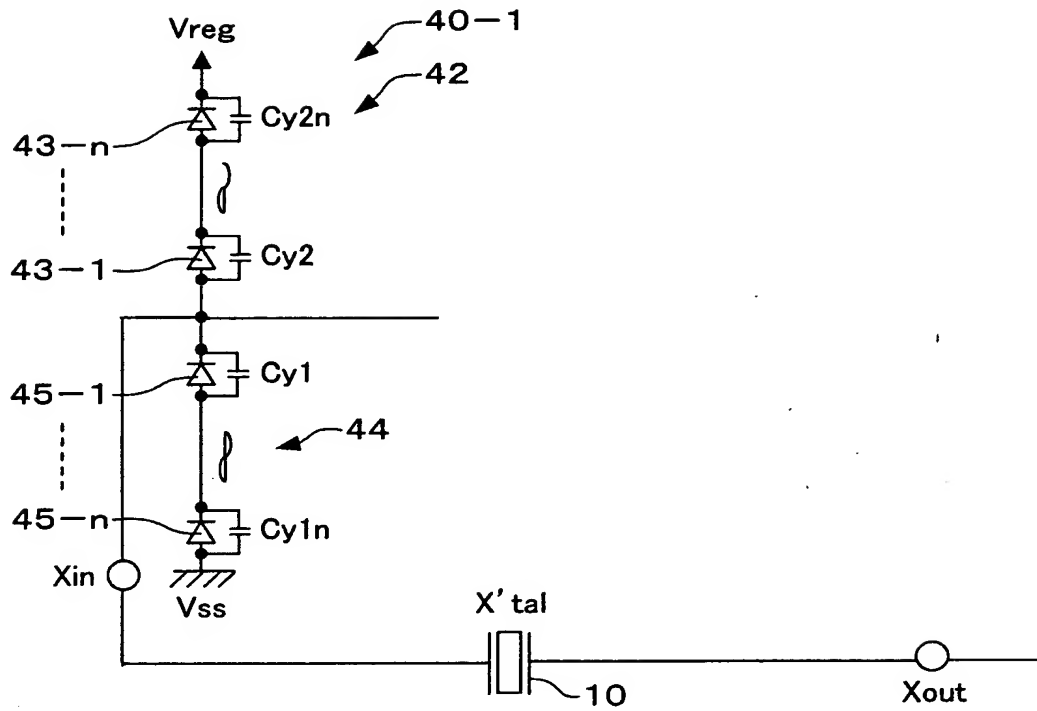 Vreg
40-1
42
Cy2n
43-n
Cy2
43-1
Cy1
45-1
44
45-n
Cy1n
Xin
Vss
X'tal
10
Xout